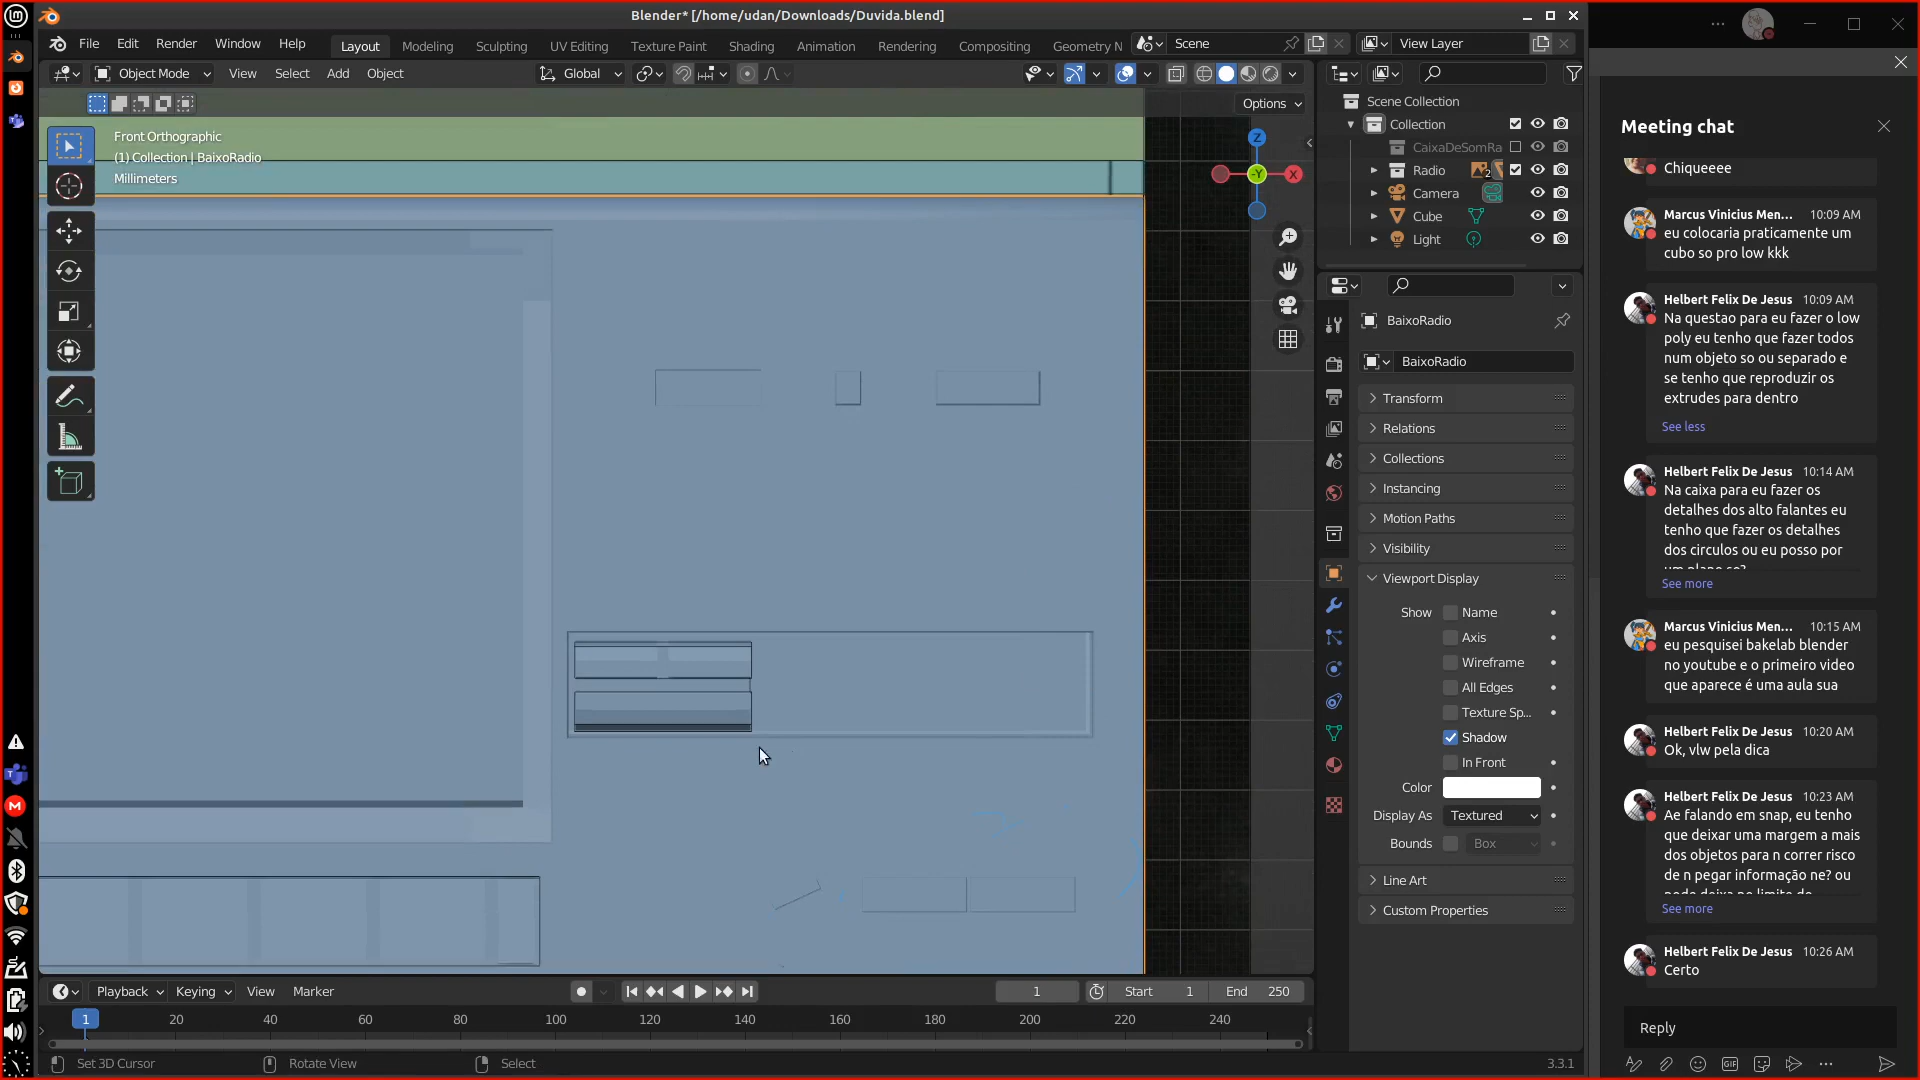 Blender* [/home/udan/Downloads/Duvida.blend]
File Edit Render Window Help
Layout Modeling Sculpting UV Editing Texture Paint Shading Animation Rendering Compositing Geometry N
Scene
View Layer
Object Mode View Select Add Object
Global
Options
Front Orthographic
(1) Collection | BaixoRadio
Millimeters
Z
-Y
X
Scene Collection
Collection
CaixaDeSomRa
Radio
2
Camera
Cube
Light
BaixoRadio
BaixoRadio
Transform
Relations
Collections
Instancing
Motion Paths
Visibility
Viewport Display
Show Name
Axis
Wireframe
All Edges
Texture Sp...
Shadow
In Front
Color
Display As Textured
Bounds Box
Line Art
Custom Properties
Playback Keying View Marker
1 Start 1 End 250
1 20 40 60 80 100 120 140 160 180 200 220 240
Set 3D Cursor Rotate View Select 3.3.1
Meeting chat
Chiqueeee
Marcus Vinicius Men... 10:09 AM
eu colocaria praticamente um
cubo so pro low kkk
Helbert Felix De Jesus 10:09 AM
Na questao para eu fazer o low
poly eu tenho que fazer todos
num objeto so ou separado e
se tenho que reproduzir os
extrudes para dentro
See less
Helbert Felix De Jesus 10:14 AM
Na caixa para eu fazer os
detalhes dos alto falantes eu
tenho que fazer os detalhes
dos circulos ou eu posso por
um plano so?
See more
Marcus Vinicius Men... 10:15 AM
eu pesquisei bakelab blender
no youtube e o primeiro video
que aparece é uma aula sua
Helbert Felix De Jesus 10:20 AM
Ok, vlw pela dica
Helbert Felix De Jesus 10:23 AM
Ae falando em snap, eu tenho
que deixar uma margem a mais
dos objetos para n correr risco
de n pegar informação ne? ou
pode deixa no limite do
See more
Helbert Felix De Jesus 10:26 AM
Certo
Reply
GIF